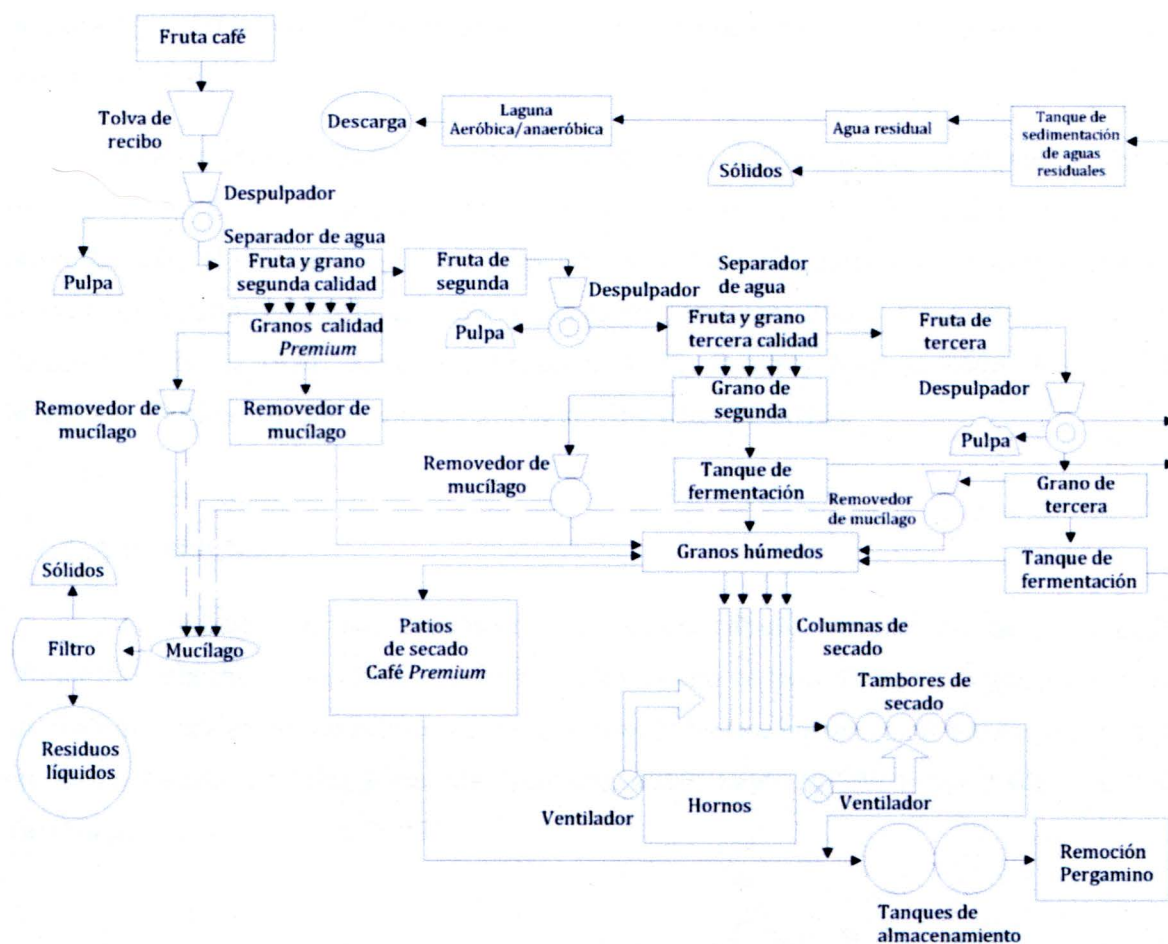 Fruta café
Tolva de
recibo
Descarga
Laguna
Aeróbica/anaeróbica
Agua residual
Tanque de
sedimentación
de aguas
residuales
Sólidos
Despulpador
Pulpa
Separador de agua
Fruta y grano
segunda calidad
Fruta de
segunda
Granos calidad
Premium
Despulpador
Pulpa
Separador
de agua
Fruta y grano
tercera calidad
Fruta de
tercera
Grano de
segunda
Despulpador
Pulpa
Removedor de
mucílago
Removedor de
mucílago
Removedor de
mucílago
Tanque de
fermentación
Removedor
de mucílago
Grano de
tercera
Granos húmedos
Tanque de
fermentación
Sólidos
Filtro
Mucílago
Residuos
líquidos
Patios
de secado
Café Premium
Columnas de
secado
Tambores de
secado
Ventilador
Hornos
Ventilador
Tanques de
almacenamiento
Remoción
Pergamino